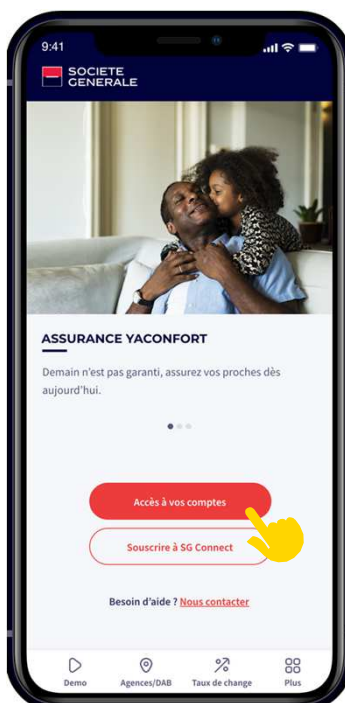 9:41
SOCIETE
GENERALE
ASSURANCE YACONFORT
Demain n'est pas garanti, assurez vos proches dès
aujourd'hui.
Accès à vos comptes
Souscrire à SG Connect
Besoin d'aide ? Nous contacter
Demo Agences/DAB Taux de change Plus